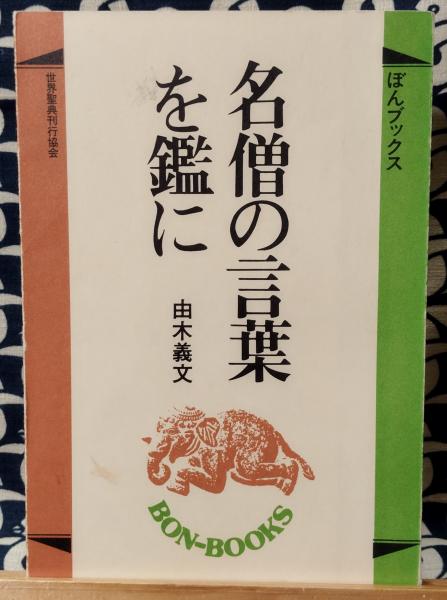 ぼんブックス
名僧の言葉
を鑑に
由木義文
世界聖典刊行協会
BON-BOOKS